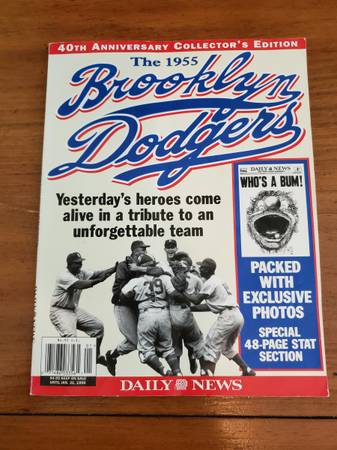 40TH ANNIVERSARY COLLECTOR'S EDITION
The 1955
Brooklyn
Dodgers
Yesterday's heroes come
alive in a tribute to an
unforgettable team
DAILY NEWS
WHO'S A BUM!
PACKED
WITH
EXCLUSIVE
PHOTOS
SPECIAL
48-PAGE STAT
SECTION
DAILY NEWS